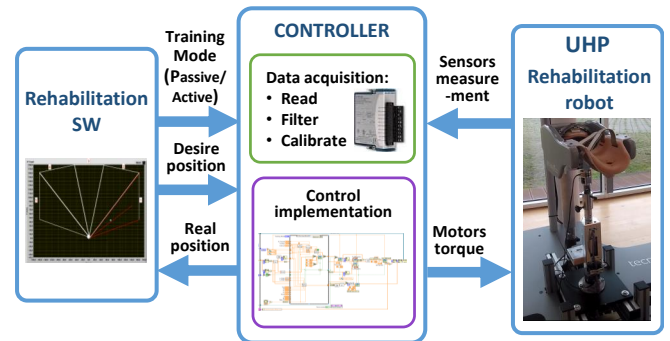 Rehabilitation
SW
Training
Mode
(Passive/
Active)
Desire
position
Real
position
CONTROLLER
Data acquisition:
• Read
• Filter
• Calibrate
Control
implementation
Sensors
measure
-ment
Motors
torque
UHP
Rehabilitation
robot